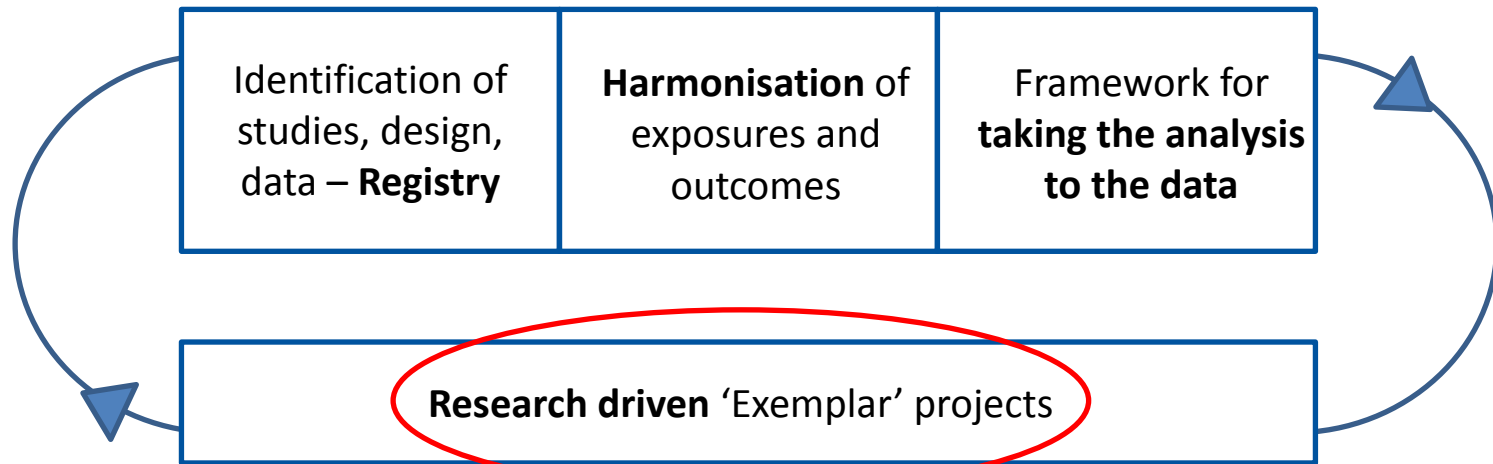 Identification of
studies, design,
data – Registry
Harmonisation of
exposures and
outcomes
Framework for
taking the analysis
to the data
Research driven ‘Exemplar’ projects